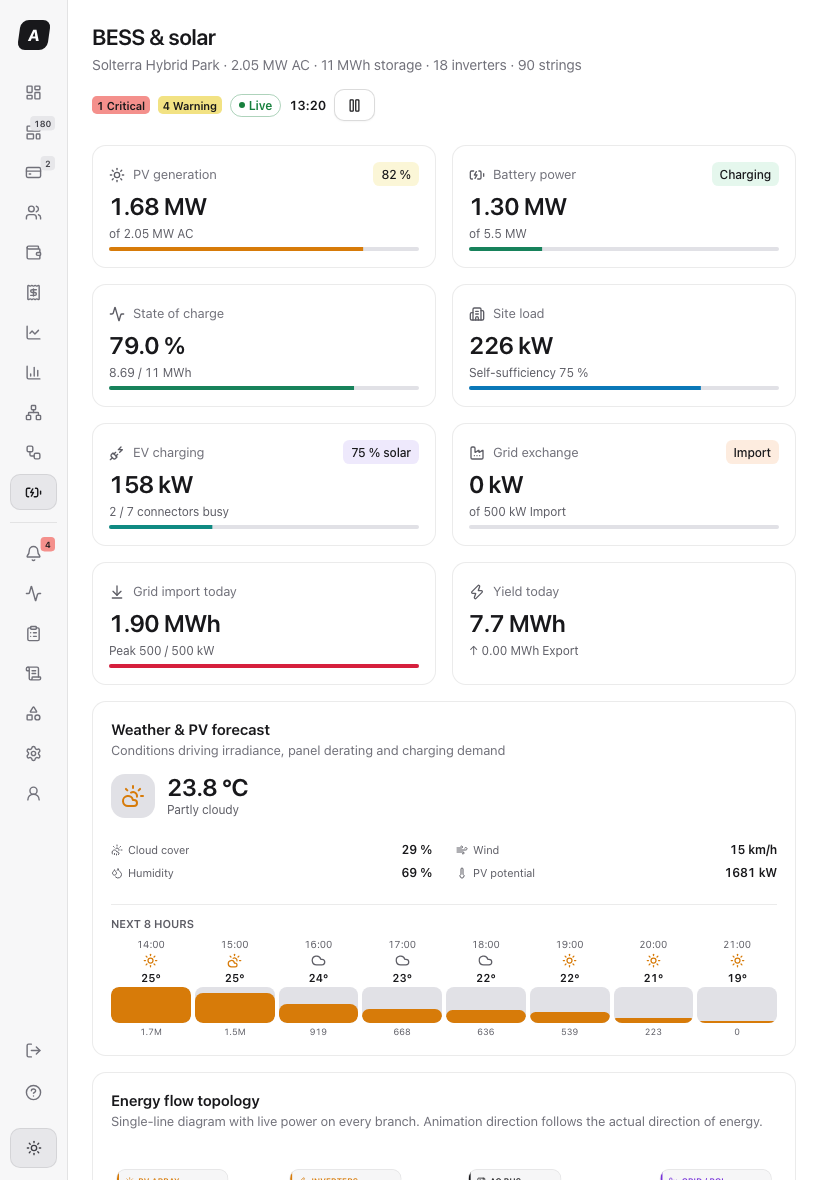 A
BESS & solar
Solterra Hybrid Park · 2.05 MW AC · 11 MWh storage · 18 inverters · 90 strings
1 Critical
4 Warning
Live
13:20
180
2
4
PV generation
82 %
1.68 MW
of 2.05 MW AC
Battery power
Charging
1.30 MW
of 5.5 MW
State of charge
79.0 %
8.69 / 11 MWh
Site load
226 kW
Self-sufficiency 75 %
EV charging
75 % solar
158 kW
2 / 7 connectors busy
Grid exchange
Import
0 kW
of 500 kW Import
Grid import today
1.90 MWh
Peak 500 / 500 kW
Yield today
7.7 MWh
↑ 0.00 MWh Export
Weather & PV forecast
Conditions driving irradiance, panel derating and charging demand
23.8 °C
Partly cloudy
Cloud cover 29 %
Wind 15 km/h
Humidity 69 %
PV potential 1681 kW
NEXT 8 HOURS
14:00 15:00 16:00 17:00 18:00 19:00 20:00 21:00
25° 25° 24° 23° 22° 22° 21° 19°
1.7M 1.5M 919 668 636 539 223 0
Energy flow topology
Single-line diagram with live power on every branch. Animation direction follows the actual direction of energy.